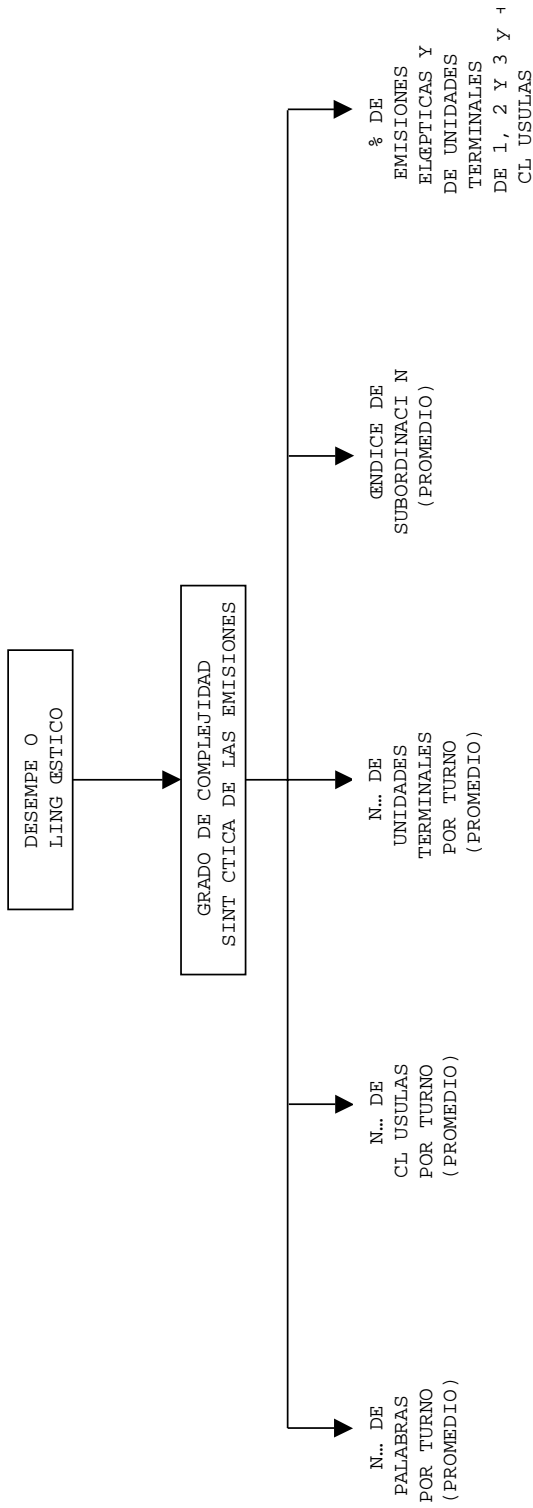 DESEMPE O
LING ŒSTICO
GRADO DE COMPLEJIDAD
SINT CTICA DE LAS EMISIONES
N… DE
PALABRAS
POR TURNO
(PROMEDIO)
N… DE
CL USULAS
POR TURNO
(PROMEDIO)
N… DE
UNIDADES
TERMINALES
POR TURNO
(PROMEDIO)
ŒNDICE DE
SUBORDINACI N
(PROMEDIO)
% DE
EMISIONES
ELŒPTICAS Y
DE UNIDADES
TERMINALES
DE 1, 2 Y 3 y +
CL USULAS